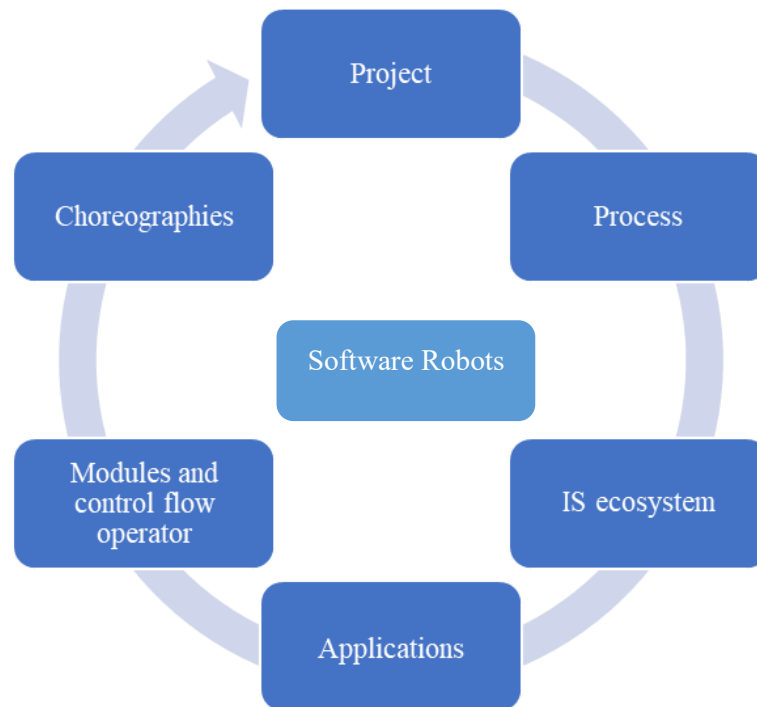 Project
Process
IS ecosystem
Applications
Modules and
control flow
operator
Choreographies
Software Robots